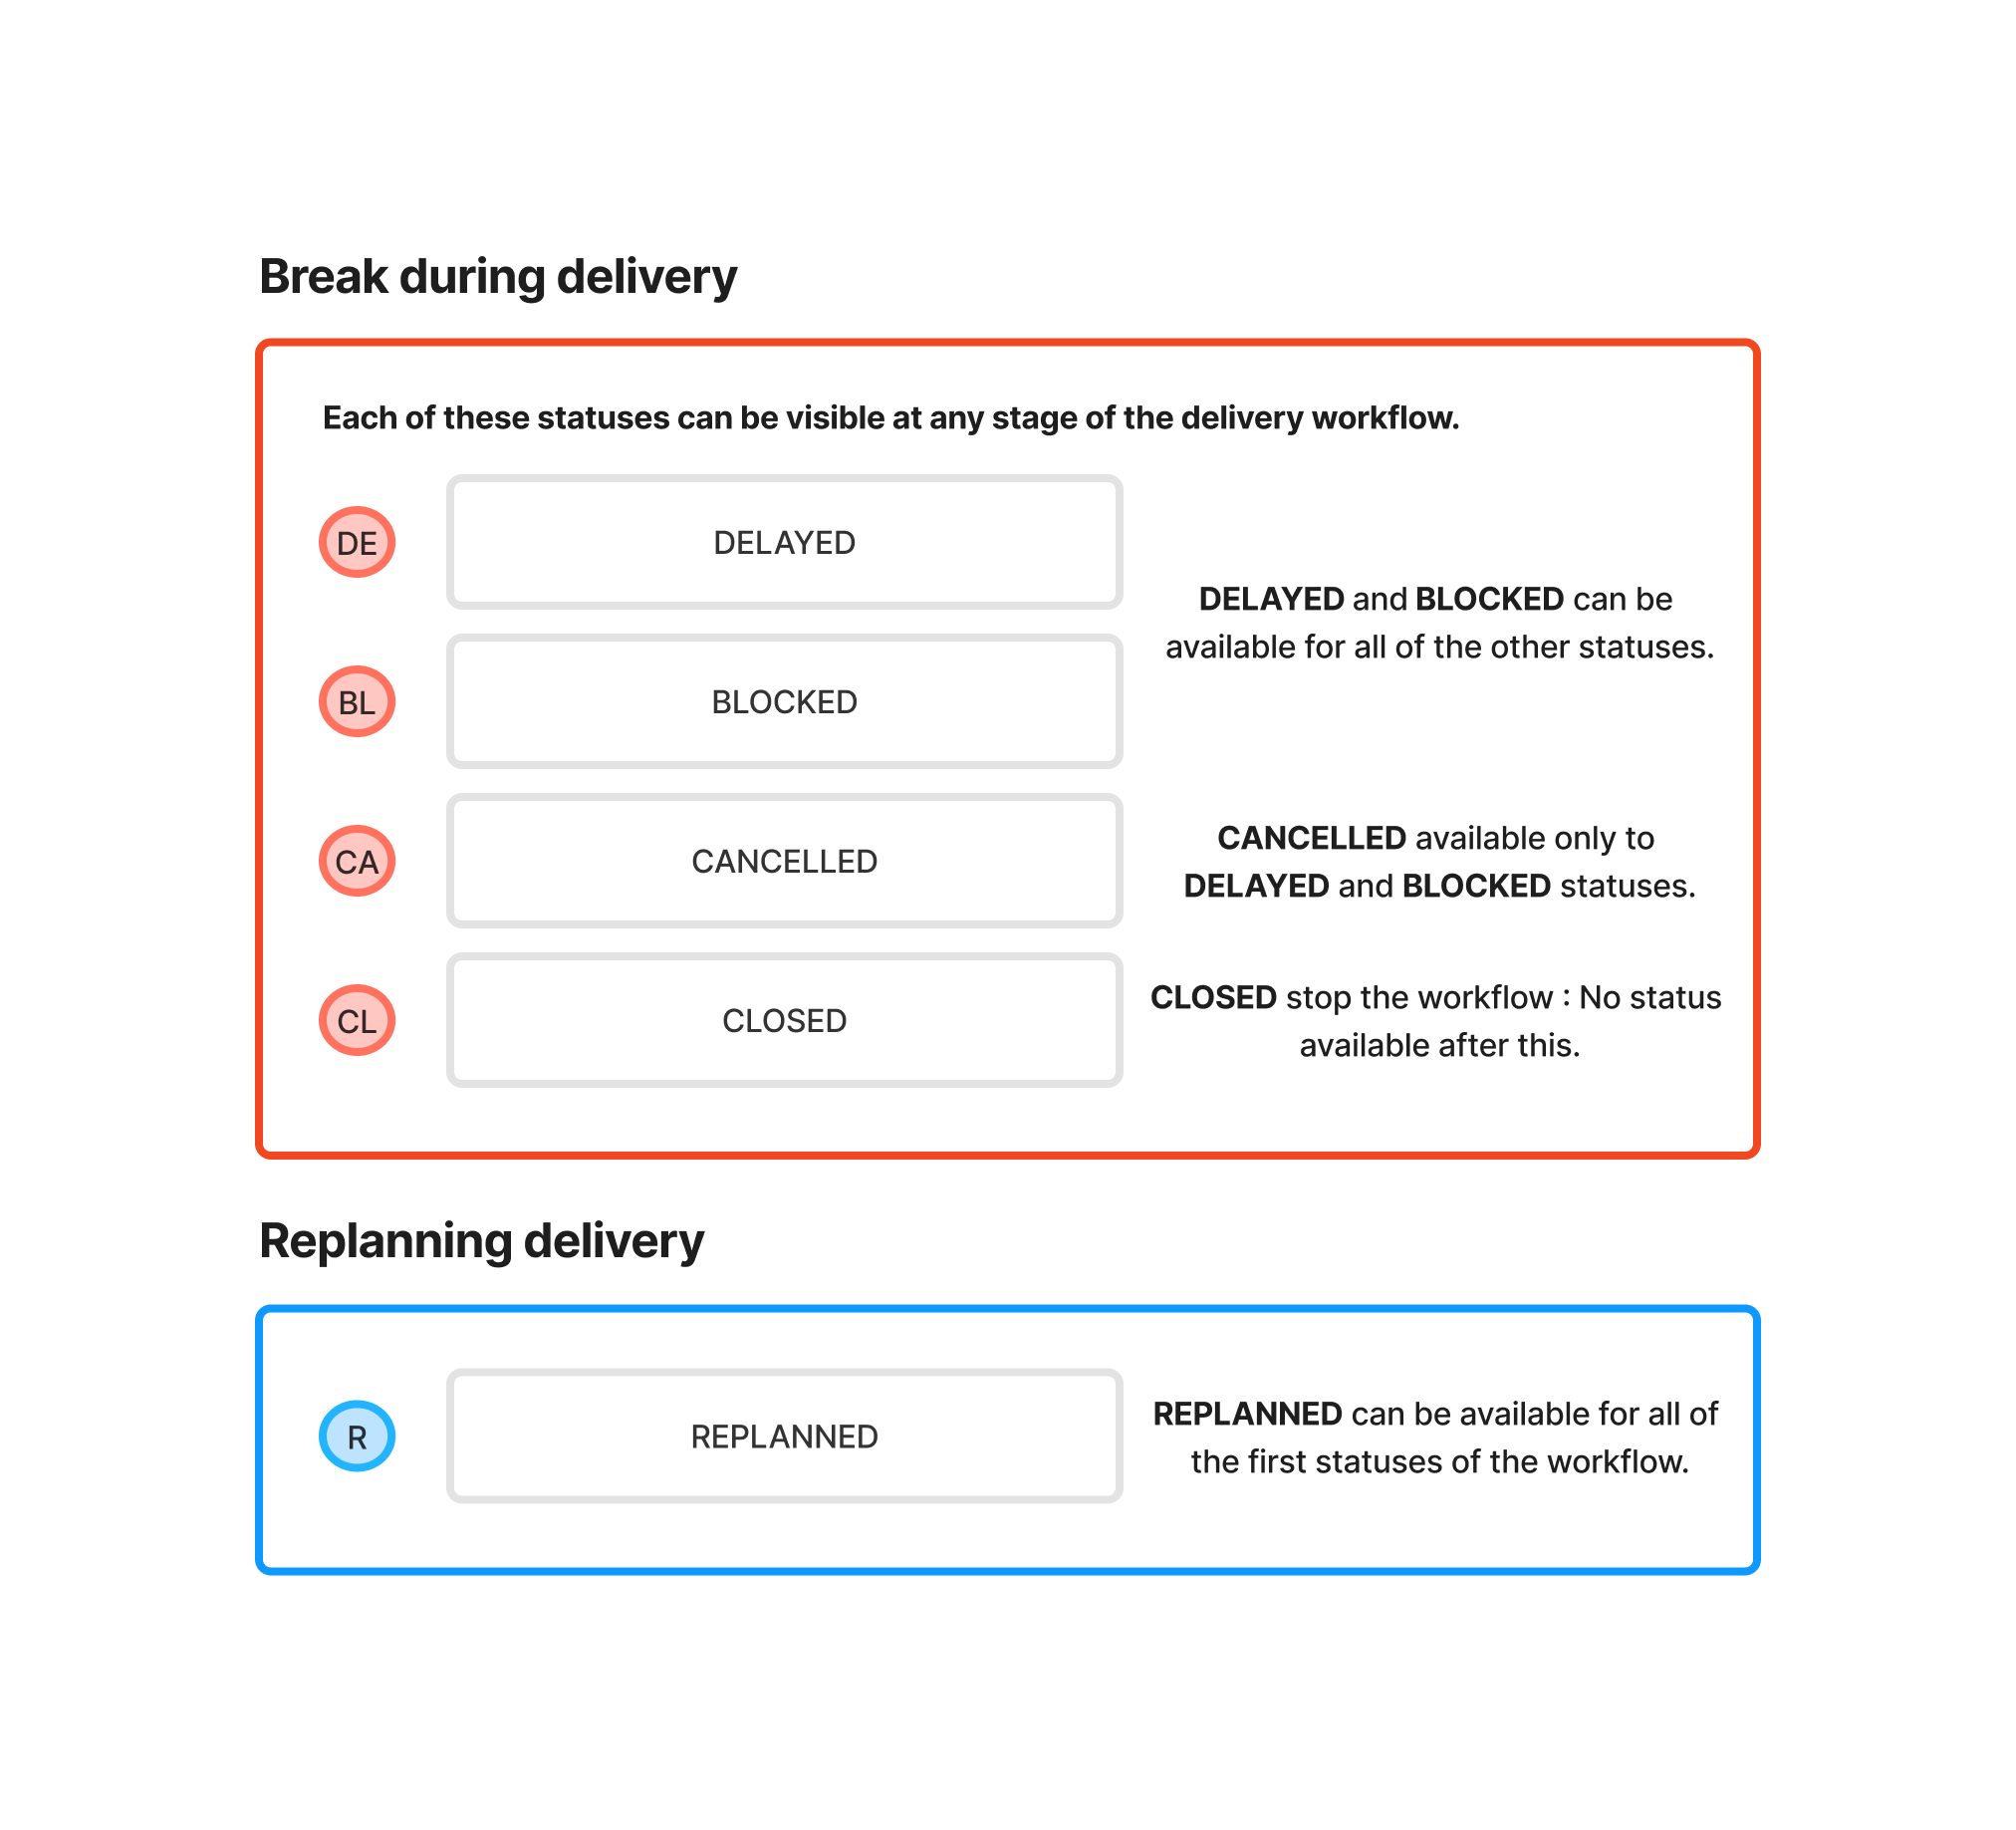 Break during delivery
Each of these statuses can be visible at any stage of the delivery workflow.
DE
DELAYED
DELAYED and BLOCKED can be
available for all of the other statuses.
BL
BLOCKED
CA
CANCELLED
CANCELLED available only to
DELAYED and BLOCKED statuses.
CL
CLOSED
CLOSED stop the workflow : No status
available after this.
Replanning delivery
R
REPLANNED
REPLANNED can be available for all of
the first statuses of the workflow.